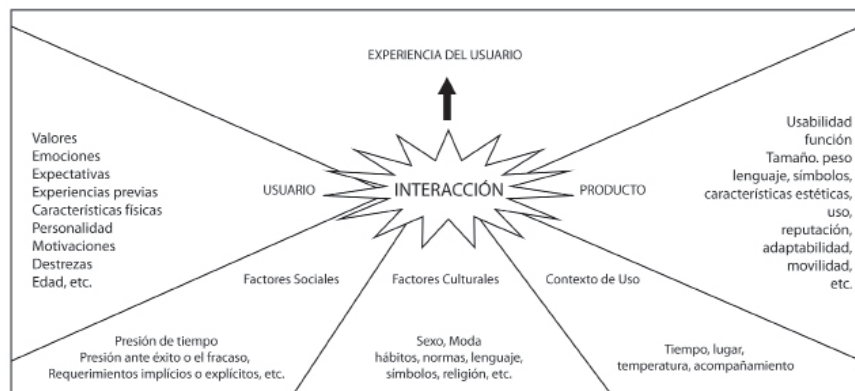 EXPERIENCIA DEL USUARIO
Valores
Emociones
Expectativas
Experiencias previas
Características físicas
Personalidad
Motivaciones
Destrezas
Edad, etc.
USUARIO
INTERACCIÓN
PRODUCTO
Usabilidad
función
Tamaño. peso
lenguaje, símbolos,
características estéticas,
uso,
reputación,
adaptabilidad,
movilidad,
etc.
Factores Sociales
Factores Culturales
Contexto de Uso
Presión de tiempo
Presión ante éxito o el fracaso,
Requerimientos implícios o explícitos, etc.
Sexo, Moda
hábitos, normas, lenguaje,
símbolos, religión, etc.
Tiempo, lugar,
temperatura, acompañamiento